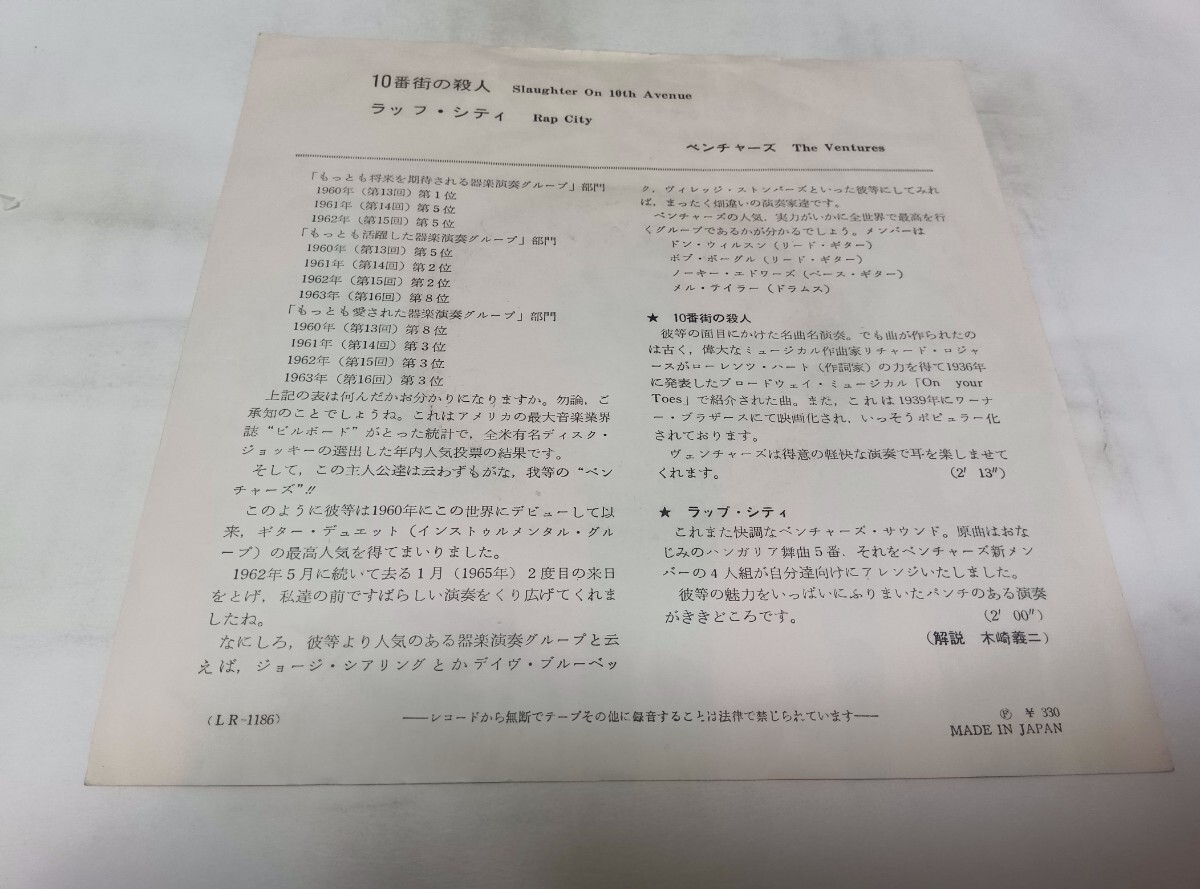 10番街の殺人 Slaughter On 10th Avenue
ラッフ・シティ Rap City
ベンチャーズ The Ventures
「もっとも将来を期待される器楽演奏グループ」部門
1960年（第13回）第1位
1961年（第14回）第5位
1962年（第15回）第5位
「もっとも活躍した器楽演奏グループ」部門
1960年（第13回）第5位
1961年（第14回）第2位
1962年（第15回）第2位
1963年（第16回）第8位
「もっも愛された器楽演奏グループ」部門
1960年（第13回）第8位
1961年（第14回）第3位
1962年（第15回）第3位
1963年（第16回）第3位
上記の表は何んだかお分かりになりますか。勿論，ご
承知のことでしょうね。これはアメリカの最大音楽業界
誌“ビルボード”がとった統計で，全米有名ディスク・
ジョッキーの選出した年内人気投票の結果です。
そして，この主人公達は云わずもがな，我等の“ベン
チャーズ”!!
このように彼等は1960年にこの世界にデビューして以
来，ギター・デュエット（インストゥルメンタル・グル
ープ）の最高人気を得てまいりました。
1962年5月に続いて去る1月（1965年）2度目の来日
をとげ，私達の前ですばらしい演奏をくり広げてくれま
したね。
なにしろ，彼等より人気のある器楽演奏グループと云
えば，ジョージ・シアリングとかデイヴ・ブルーベッ
ク，ヴィレッジ・ストンパーズといった彼等にしてみれ
ば，まったく畑違いの演奏家達です。
ベンチャーズの人気，実力がいかに全世界で最高を行
くグループであるかが分かるでしょう。メンバーは
ドン・ウィルスン（リード・ギター）
ボブ・ボーグル（リード・ギター）
ノーキー・エドワーズ（ベース・ギター）
メル・テイラー（ドラムス）
★ 10番街の殺人
彼等の面目にかけた名曲名演奏。でも曲が作られたの
は古く，偉大なミュージカル作曲家リチャード・ロジャ
ースがローレンツ・ハート（作詞家）の力を得て1936年
に発表したブロードウェイ・ミュージカル「On your
Toes」で紹介された曲。また，これは1939年にワーナ
ー・ブラザースにて映画化され，いっそうポピュラー化
されております。
ヴェンチャーズは得意の軽快な演奏で耳を楽しませて
くれます。 （2′ 13″）
★ ラップ・シティ
これまた快調なベンチャーズ・サウンド。原曲はおな
じみのハンガリア舞曲5番．それをベンチャーズ新メン
バーの4人組が自分達向けにアレンジいたしました。
彼等の魅力をいっぱいにふりまいたパンチのある演奏
がききどころです。 （2′ 00″）
（解説 木崎義二）
（LR-1186）
――レコードから無断でテープその他に録音することは法律で禁じられています――
Ⓟ ¥ 330
MADE IN JAPAN